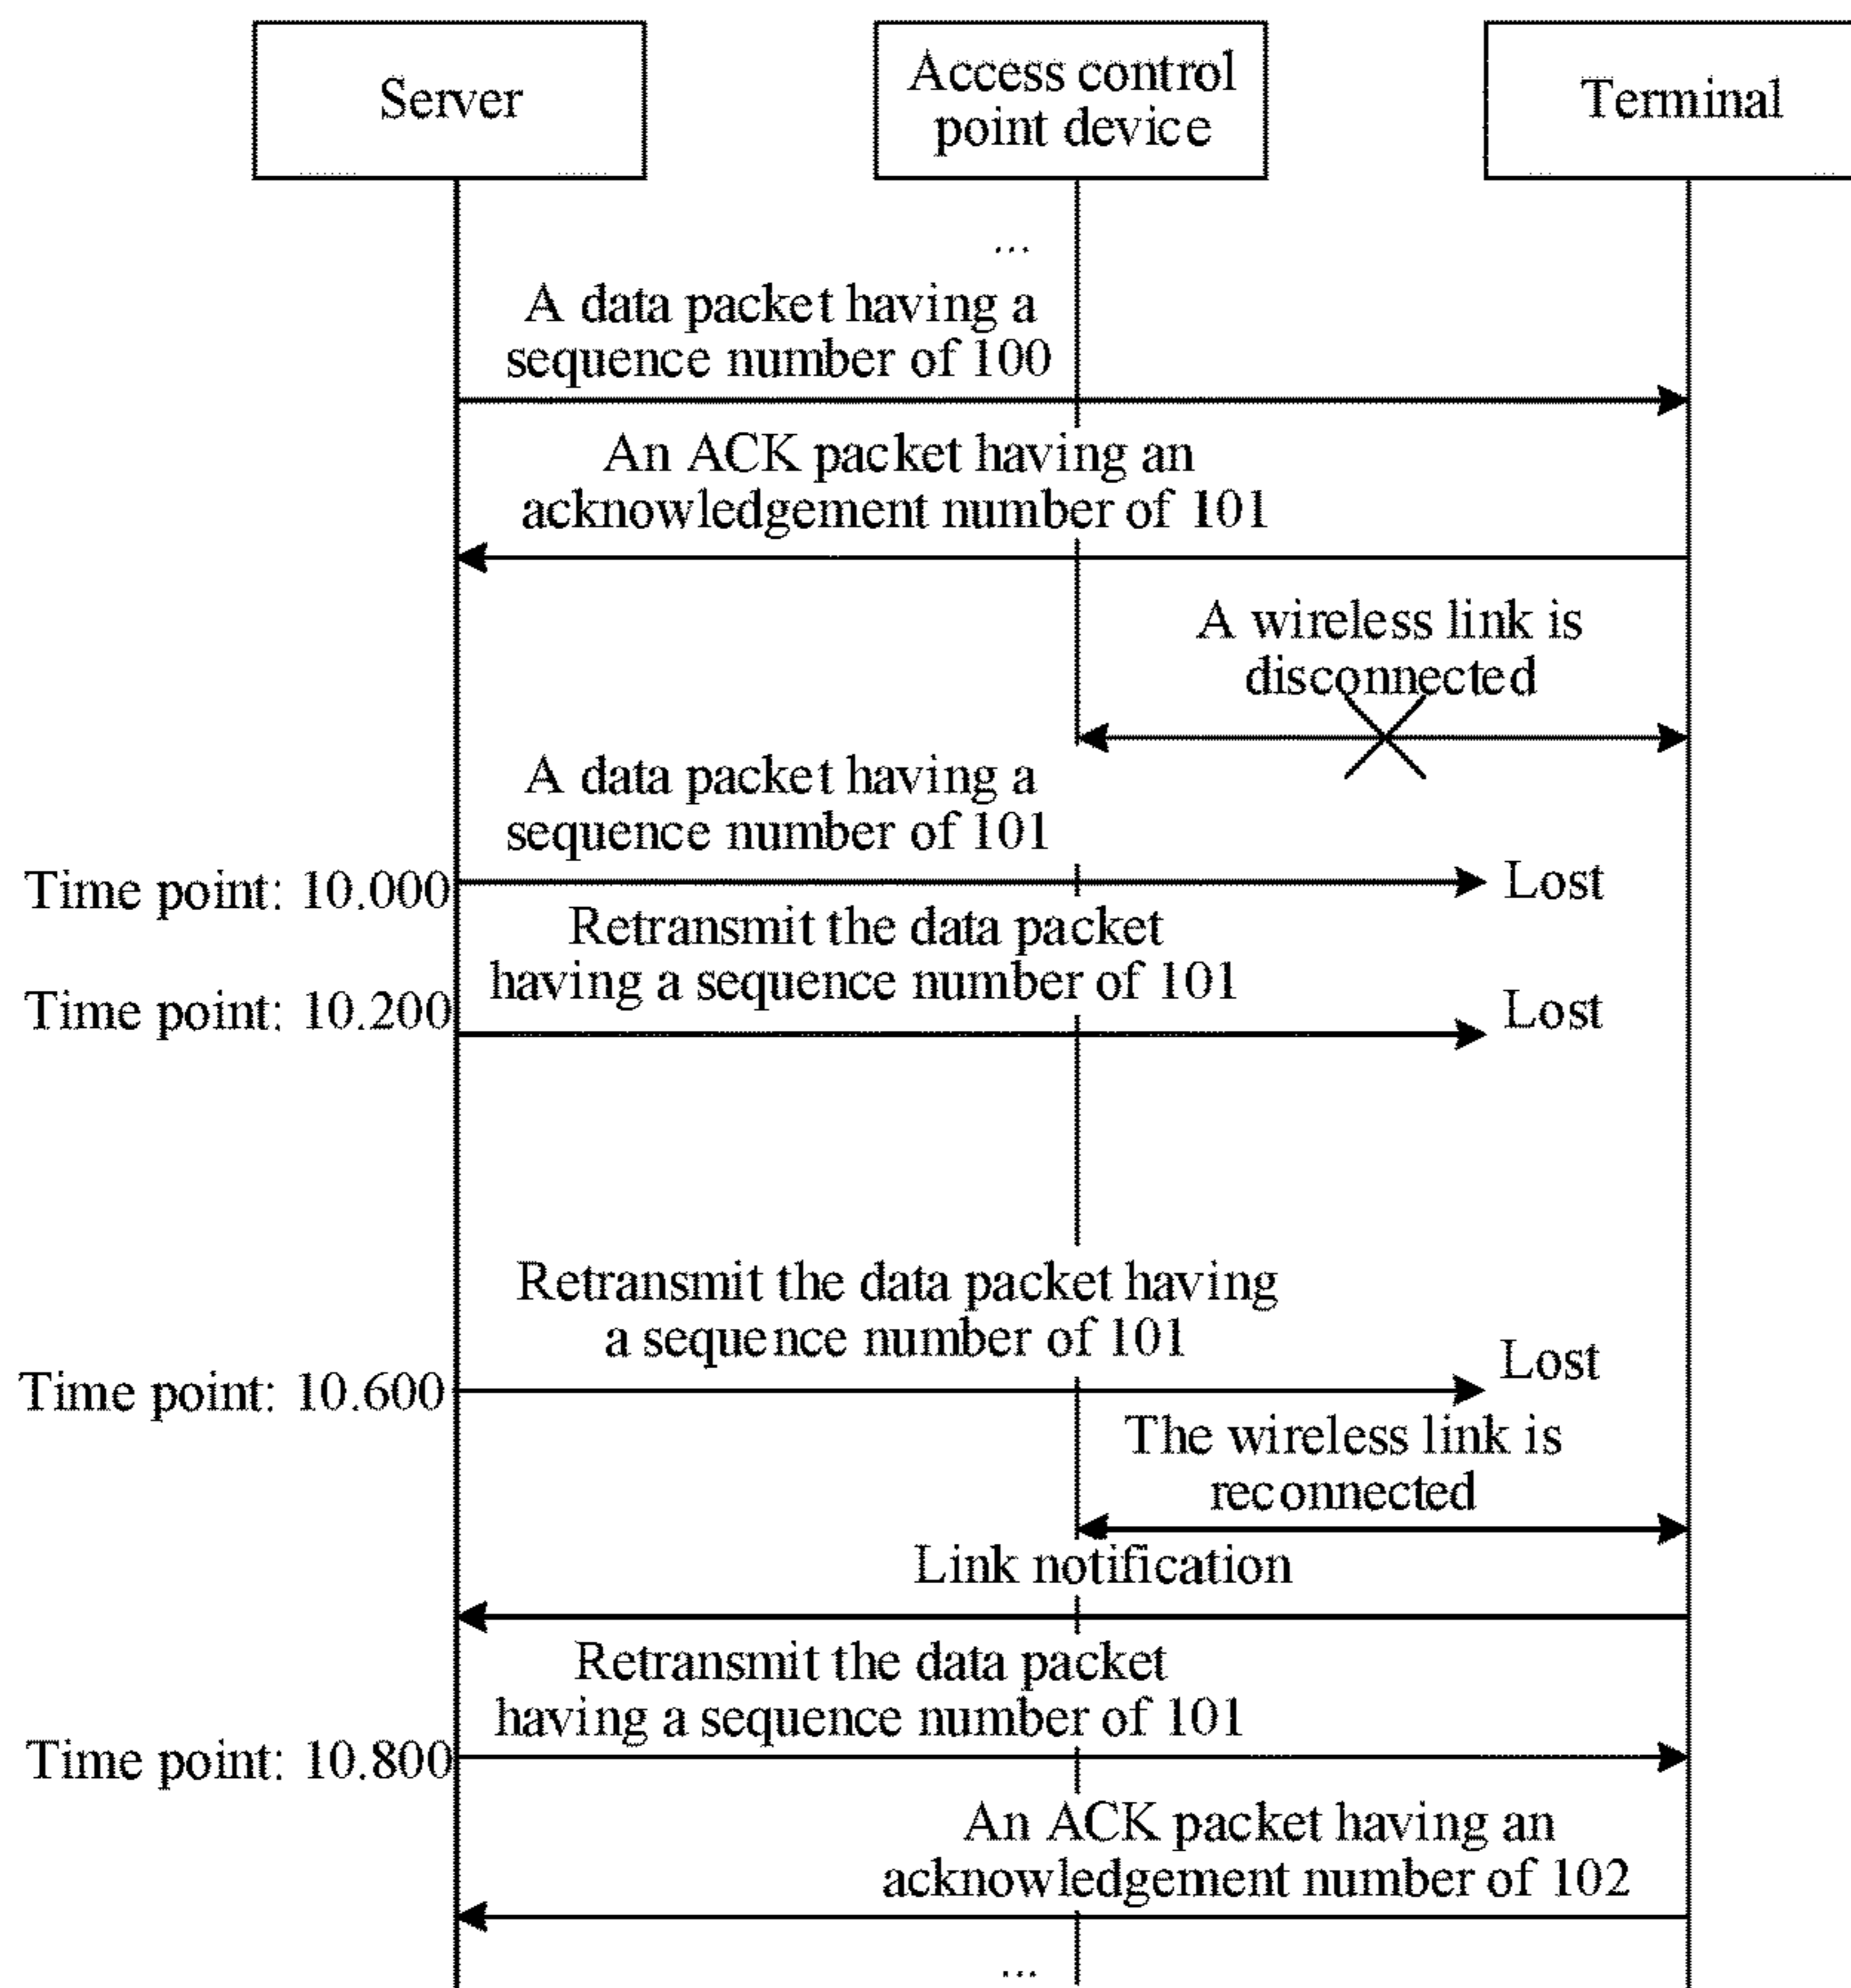 Server
Access control
point device
Terminal
...
A data packet having a
sequence number of 100
An ACK packet having an
acknowledgement number of 101
A wireless link is
disconnected
A data packet having a
sequence number of 101
Time point: 10.000
Lost
Retransmit the data packet
having a sequence number of 101
Time point: 10.200
Lost
Retransmit the data packet having
a sequence number of 101
Lost
Time point: 10.600
The wireless link is
reconnected
Link notification
Retransmit the data packet
having a sequence number of 101
Time point: 10.800
An ACK packet having an
acknowledgement number of 102
...